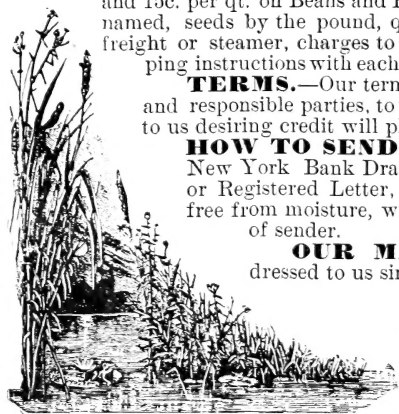 and 15c. per qt. on Beans and
named, seeds by the pound, q
freight or steamer, charges to
ping instructions with each
TERMS.—Our term
and responsible parties, to
to us desiring credit will pl
HOW TO SEND
New York Bank Dra
or Registered Letter,
free from moisture, w
of sender.
OUR M
dressed to us si